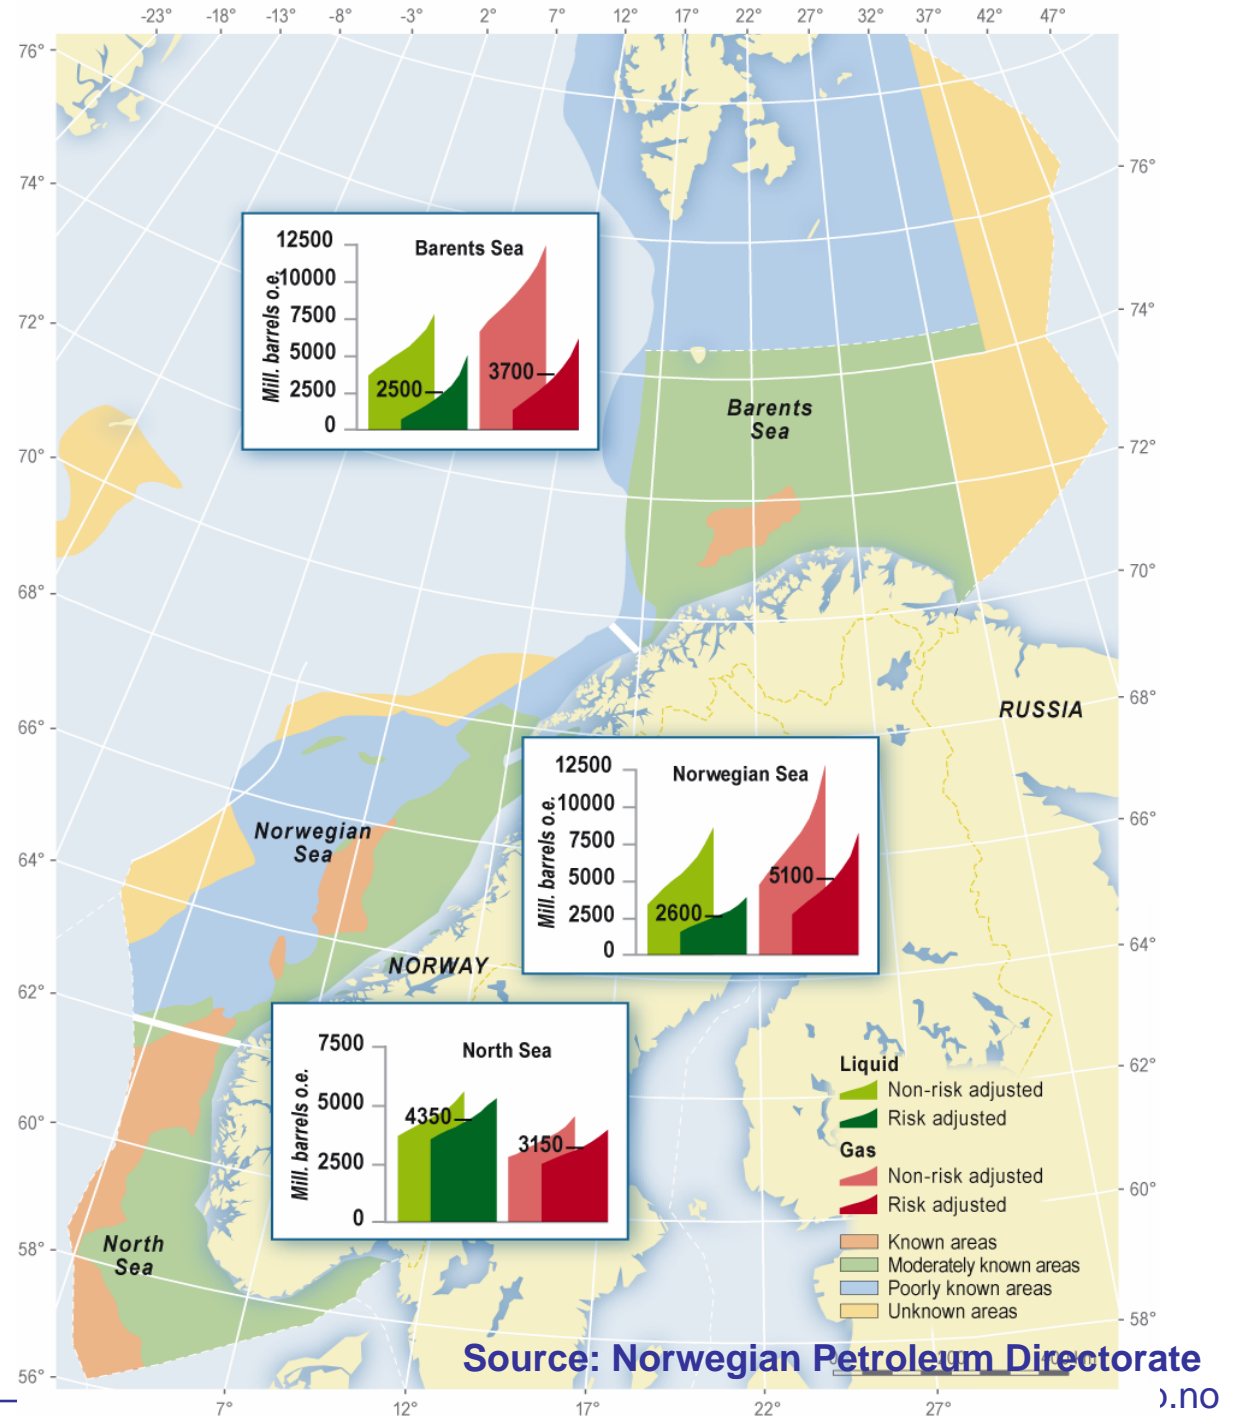 -23° -18° -13° -8° -3° 2° 7° 12° 17° 22° 27° 32° 37° 42° 47°
76°
74°
72°
70°
68°
66°
64°
62°
60°
58°
56°
76°
74°
72°
70°
68°
66°
64°
62°
60°
58°
Barents Sea
Mill. barrels o.e.
12500
10000
7500
5000
2500
0
2500
3700
Barents
Sea
RUSSIA
Norwegian Sea
Mill. barrels o.e.
12500
10000
7500
5000
2500
0
2600
5100
Norwegian
Sea
NORWAY
North Sea
Mill. barrels o.e.
7500
5000
2500
0
4350
3150
North
Sea
Liquid
Non-risk adjusted
Risk adjusted
Gas
Non-risk adjusted
Risk adjusted
Known areas
Moderately known areas
Poorly known areas
Unknown areas
Source: Norwegian Petroleum Directorate
.no
7° 12° 17° 22° 27°